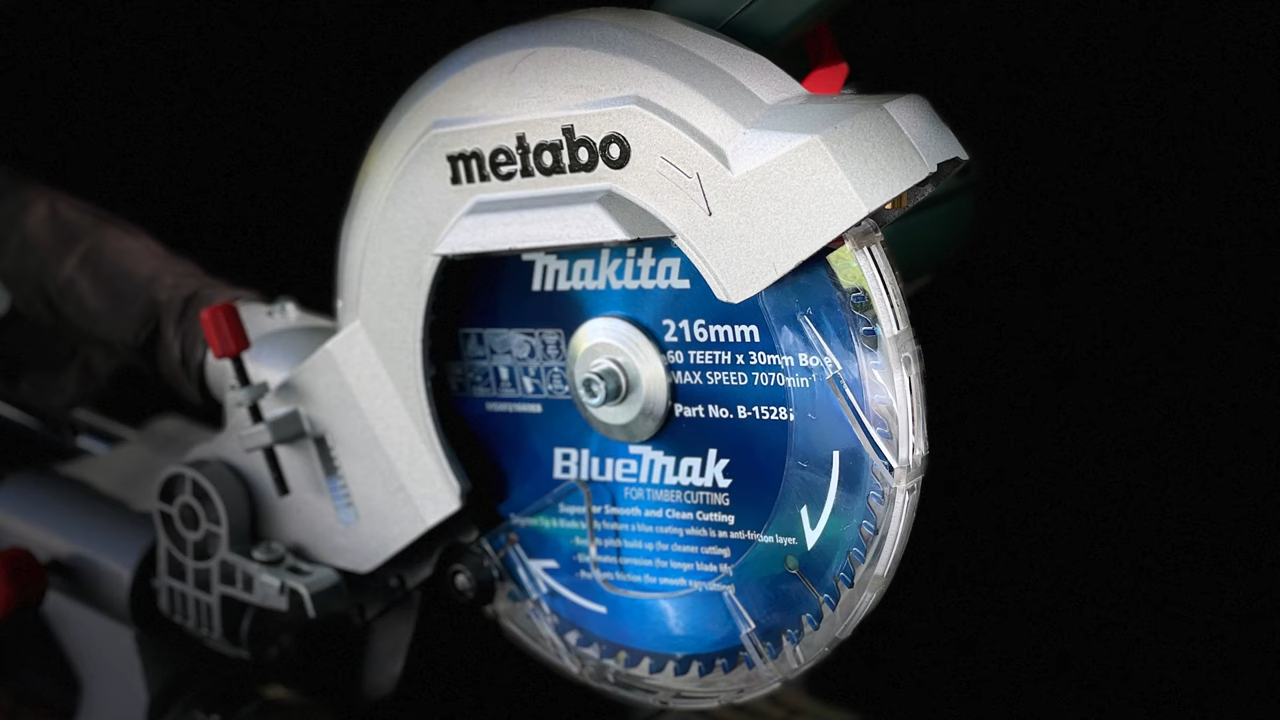 metabo
makita
216mm
60 TEETH x 30mm Bore
MAX SPEED 7070min⁻¹
Part No. B-1528
BlueMak
FOR TIMBER CUTTING
Superior Smooth and Clean Cutting
feature a blue coating which is an anti-friction layer.
pitch build up (for cleaner cutting)
- Eliminates corrosion (for longer blade life)
- Prevents friction (for smooth cutting)